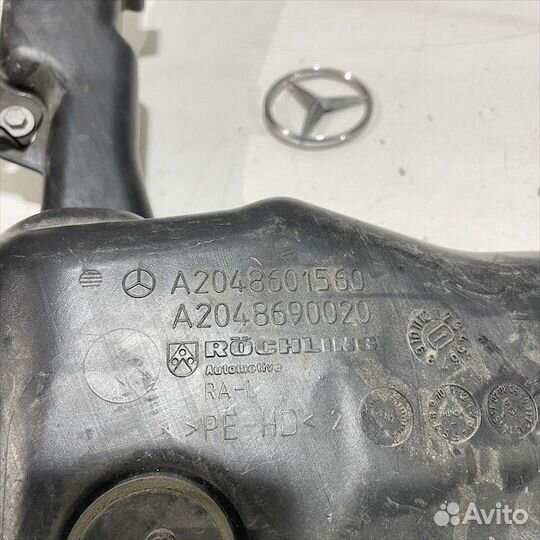 A2048601560
A2048690020
RÖCHLING
Automotive
RA-L
>PE-HD<
Avito